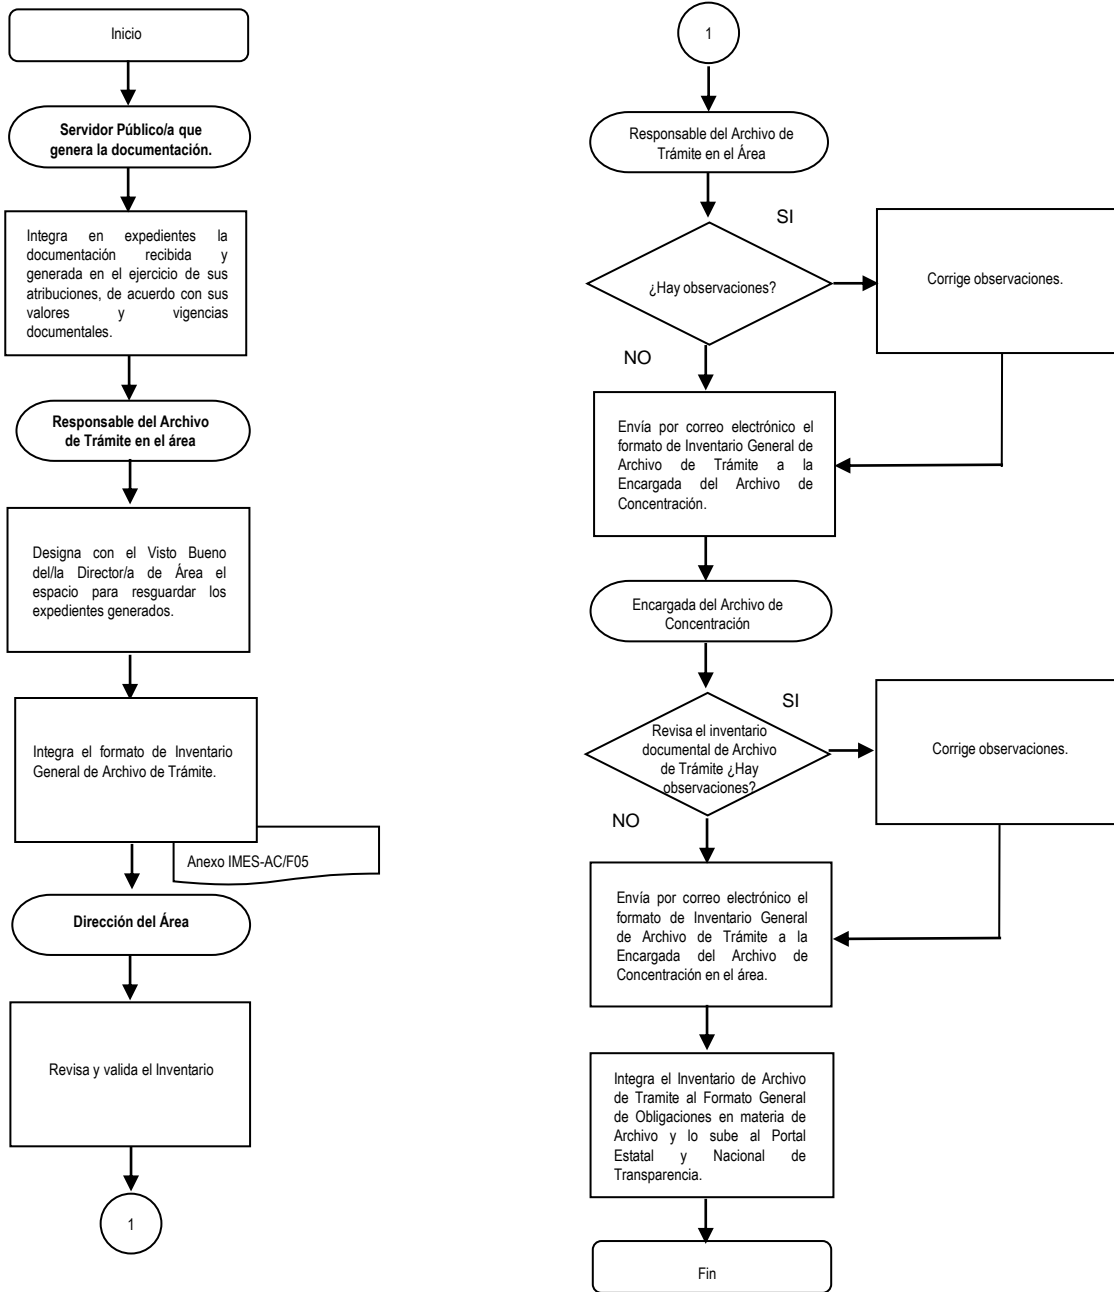 Inicio
Servidor Público/a que
genera la documentación.
Integra en expedientes la
documentación recibida y
generada en el ejercicio de sus
atribuciones, de acuerdo con sus
valores y vigencias
documentales.
Responsable del Archivo
de Trámite en el área
Designa con el Visto Bueno
del/la Director/a de Área el
espacio para resguardar los
expedientes generados.
Integra el formato de Inventario
General de Archivo de Trámite.
Anexo IMES-AC/F05
Dirección del Área
Revisa y valida el Inventario
1
1
Responsable del Archivo de
Trámite en el Área
SI
¿Hay observaciones?
Corrige observaciones.
NO
Envía por correo electrónico el
formato de Inventario General de
Archivo de Trámite a la
Encargada del Archivo de
Concentración.
Encargada del Archivo de
Concentración
SI
Revisa el inventario
documental de Archivo
de Trámite ¿Hay
observaciones?
Corrige observaciones.
NO
Envía por correo electrónico el
formato de Inventario General
de Archivo de Trámite a la
Encargada del Archivo de
Concentración en el área.
Integra el Inventario de Archivo
de Tramite al Formato General
de Obligaciones en materia de
Archivo y lo sube al Portal
Estatal y Nacional de
Transparencia.
Fin